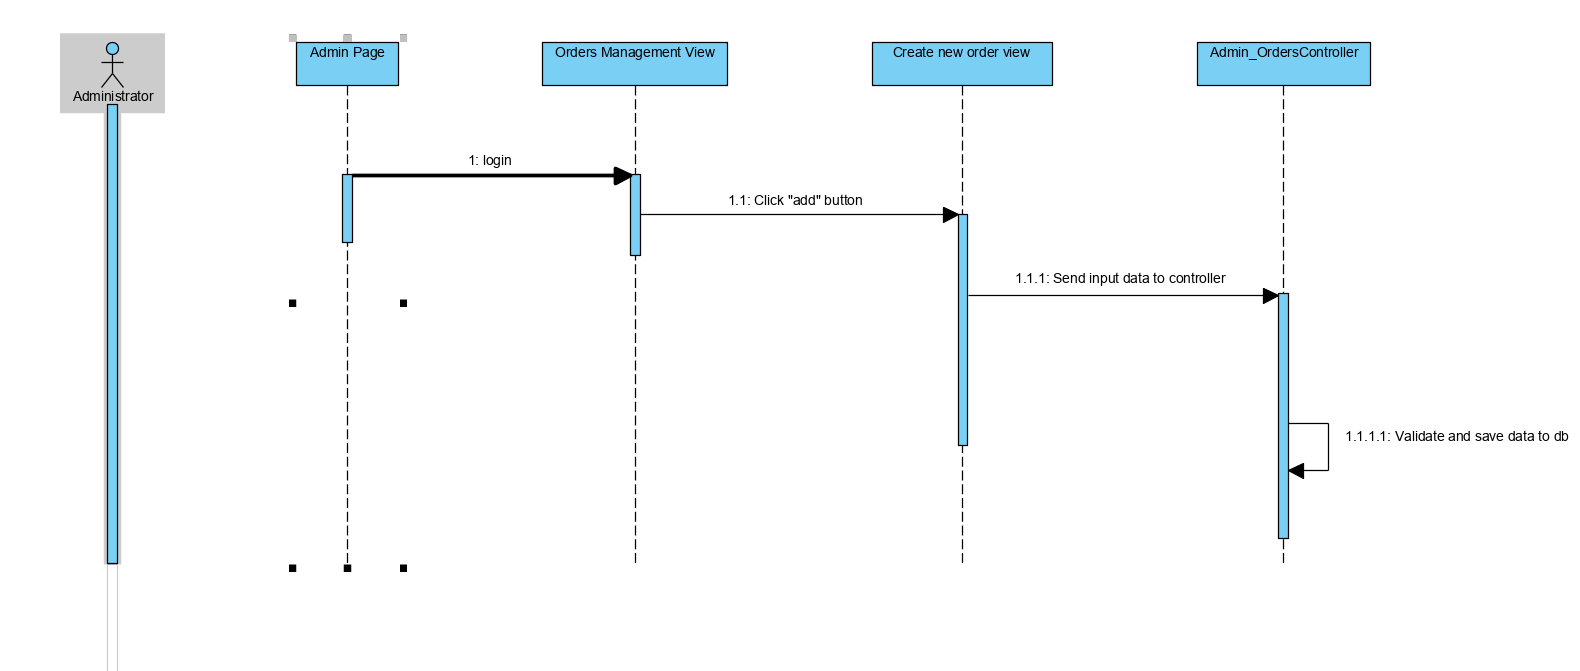 Administrator
Admin Page
Orders Management View
Create new order view
Admin_OrdersController
1: login
1.1: Click "add" button
1.1.1: Send input data to controller
1.1.1.1: Validate and save data to db